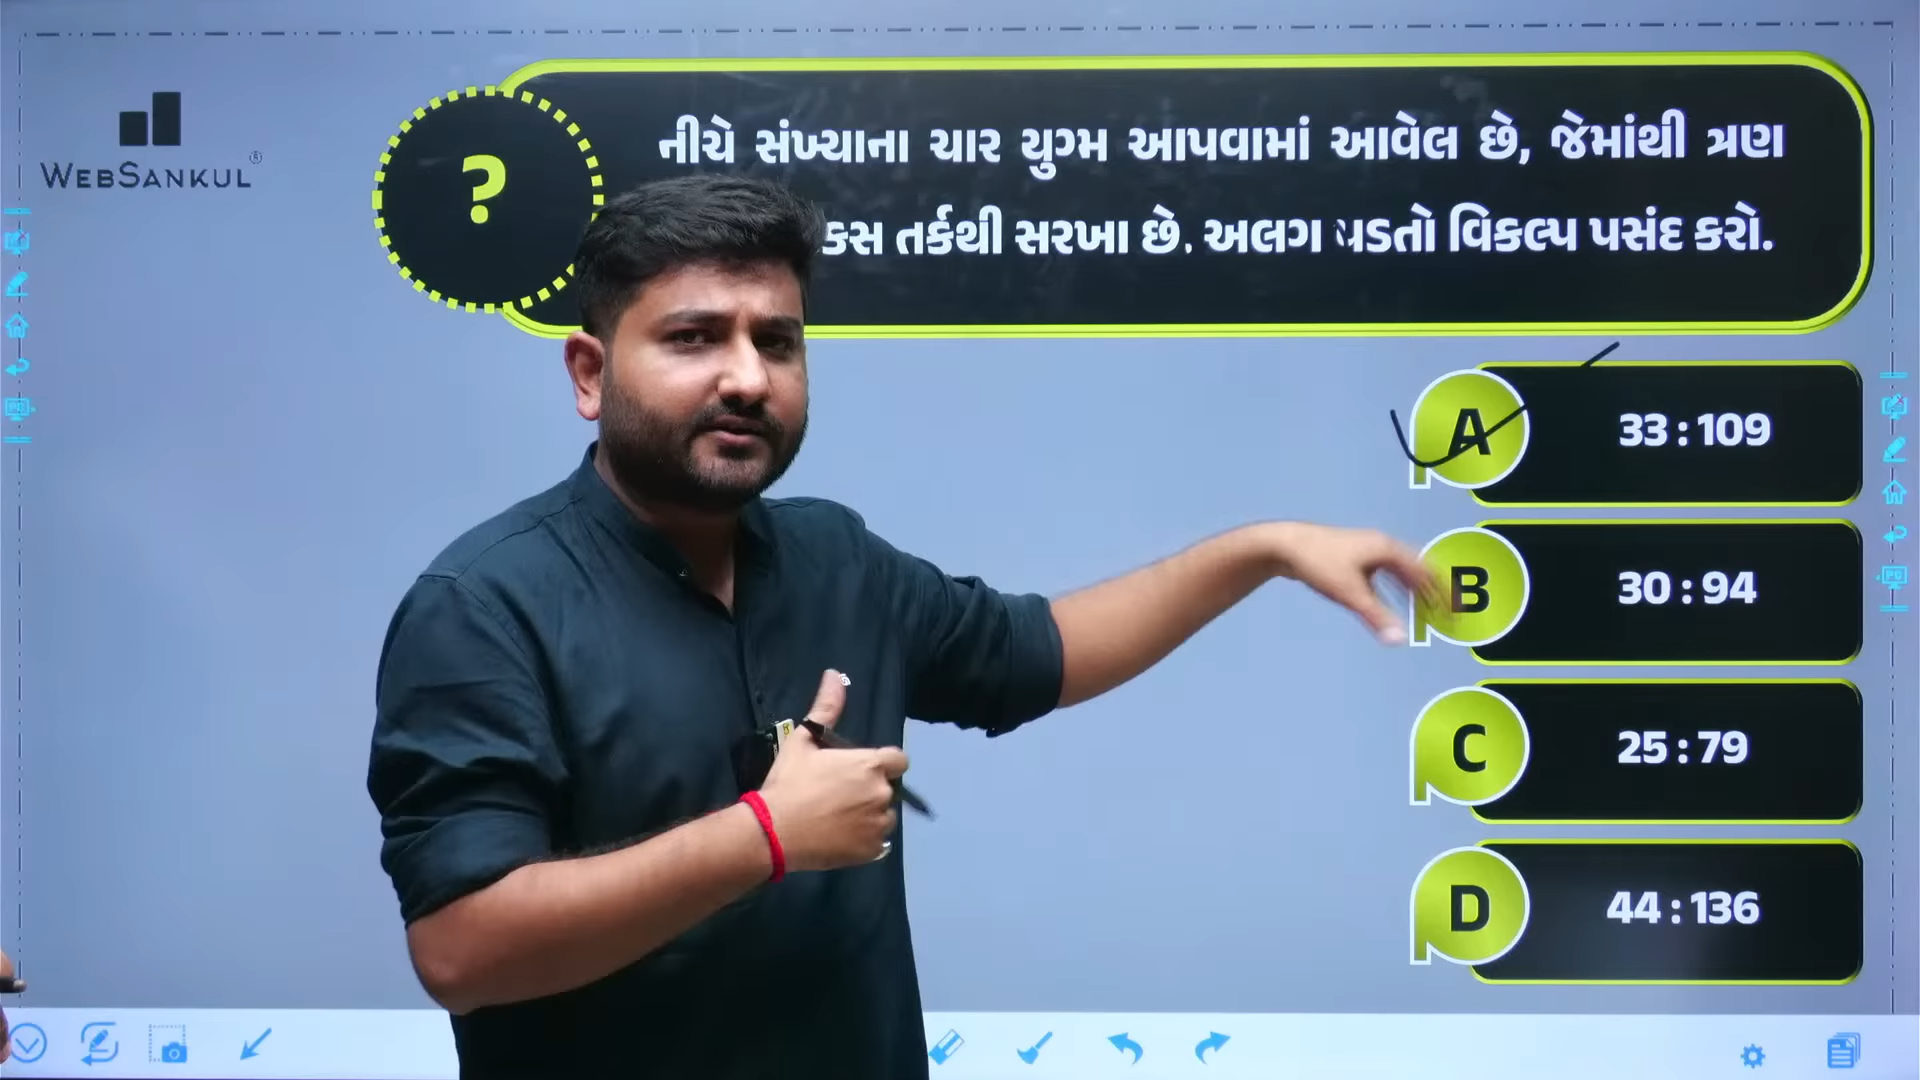 WEBSANKUL
?
નીચે સંખ્યાના ચાર યુગ્મ આપવામાં આવેલ છે, જેમાંથી ત્રણ
તર્કથી સરખા છે. અલગ પડતો વિકલ્પ પસંદ કરો.
A 33 : 109
B 30 : 94
C 25 : 79
D 44 : 136